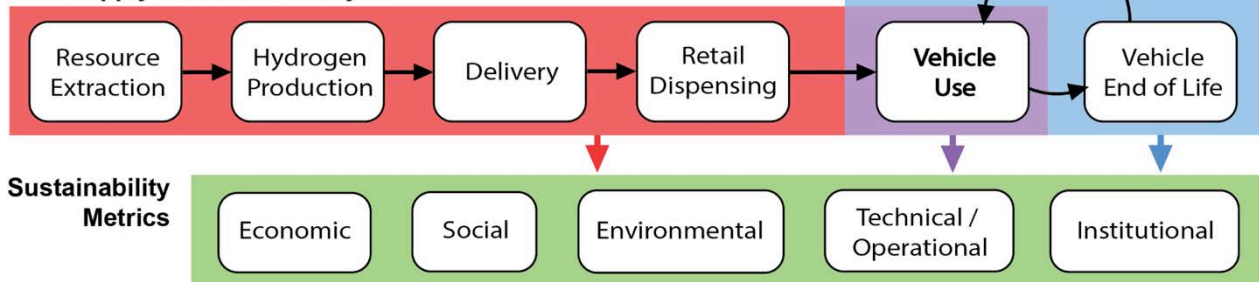 Resource
Extraction
Hydrogen
Production
Delivery
Retail
Dispensing
Vehicle
Use
Vehicle
End of Life
Sustainability
Metrics
Economic
Social
Environmental
Technical /
Operational
Institutional